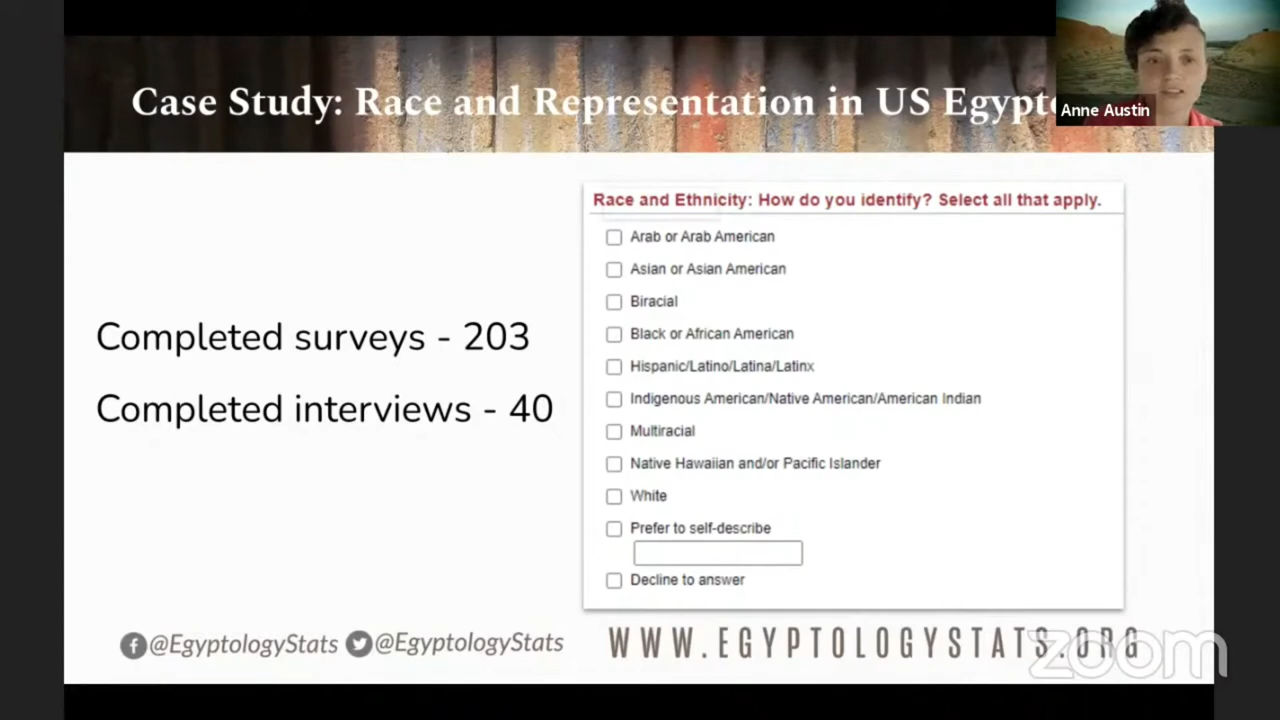 Case Study: Race and Representation in US Egypt
Anne Austin
Completed surveys - 203
Completed interviews - 40
Race and Ethnicity: How do you identify? Select all that apply.
Arab or Arab American
Asian or Asian American
Biracial
Black or African American
Hispanic/Latino/Latina/Latinx
Indigenous American/Native American/American Indian
Multiracial
Native Hawaiian and/or Pacific Islander
White
Prefer to self-describe
Decline to answer
@EgyptologyStats @EgyptologyStats
WWW.EGYPTOLOGYSTATS.ORG
zoom